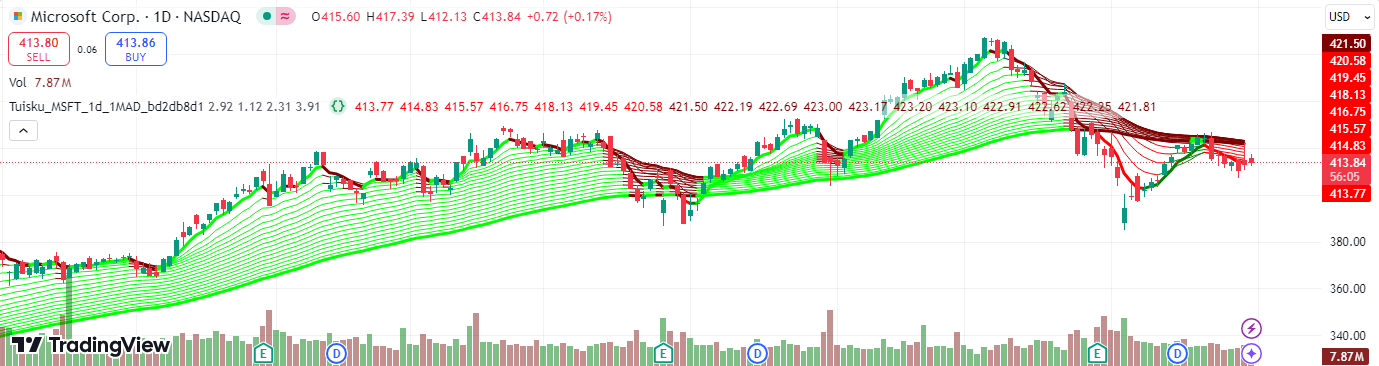 Microsoft Corp. · 1D · NASDAQ O415.60 H417.39 L412.13 C413.84 +0.72 (+0.17%)
USD
413.80 SELL 0.06 413.86 BUY
Vol 7.87M
Tuisku_MSFT_1d_1MAD_bd2db8d1 2.92 1.12 2.31 3.91 413.77 414.83 415.57 416.75 418.13 419.45 420.58 421.50 422.19 422.69 423.00 423.17 423.20 423.10 422.91 422.62 422.25 421.81
421.50
420.58
419.45
418.13
416.75
415.57
414.83
413.84
56:05
413.77
380.00
360.00
340.00
7.87M
E D E D E D
TradingView